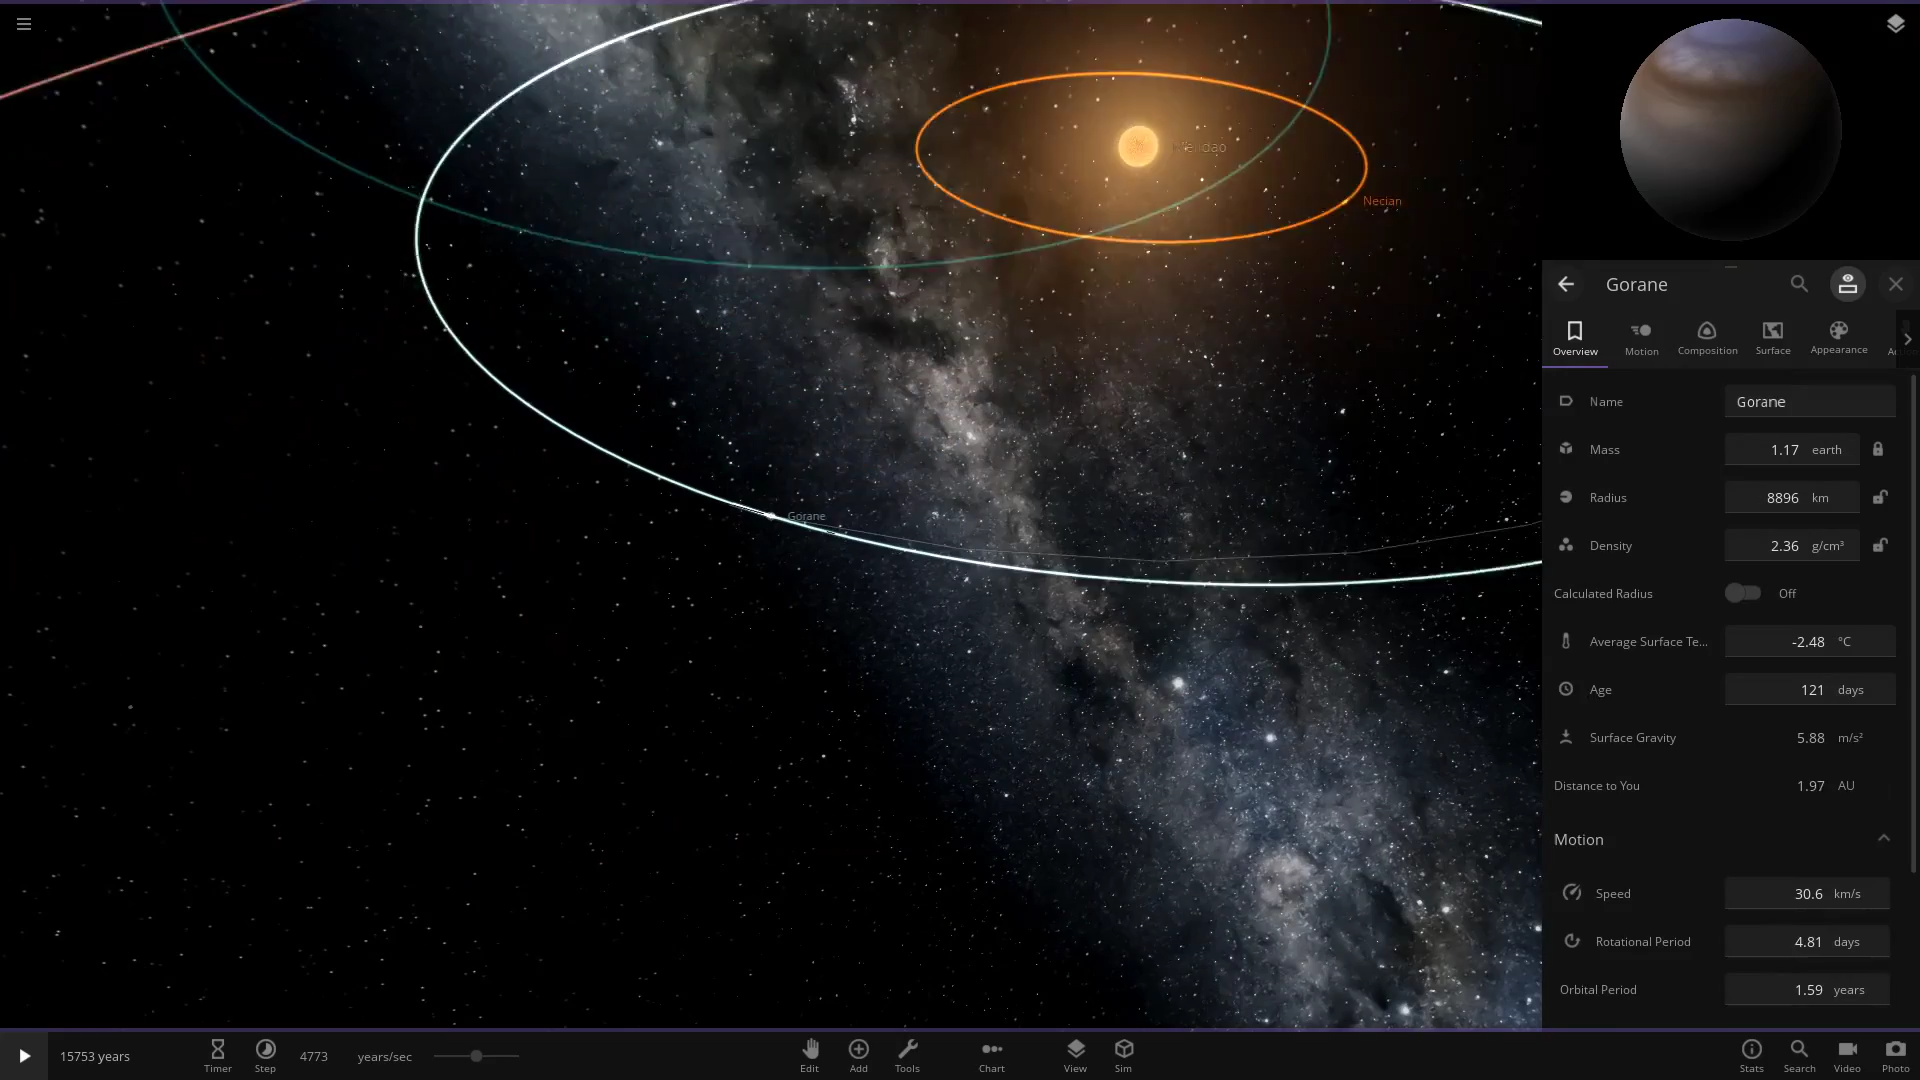 Necian
Gorane
Gorane
Overview
Motion
Composition
Surface
Appearance
Name
Gorane
Mass
1.17 earth
Radius
8896 km
Density
2.36 g/cm³
Calculated Radius
Off
Average Surface Te...
-2.48 °C
Age
121 days
Surface Gravity
5.88 m/s²
Distance to You
1.97 AU
Motion
Speed
30.6 km/s
Rotational Period
4.81 days
Orbital Period
1.59 years
15753 years
Timer
Step
4773 years/sec
Edit
Add
Tools
Chart
View
Sim
Stats
Search
Video
Photo